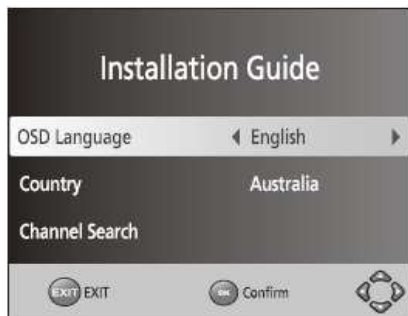 Installation Guide
OSD Language English
Country Australia
Channel Search
EXIT EXIT OK Confirm